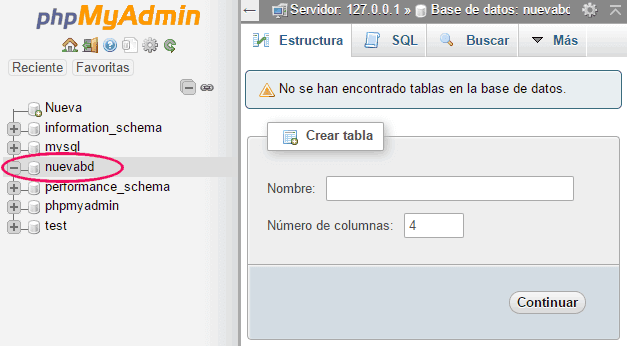 phpMyAdmin
Reciente Favoritas
Nueva
information_schema
mysql
nuevabd
performance_schema
phpmyadmin
test
Servidor: 127.0.0.1 » Base de datos: nuevabd
Estructura SQL Buscar Más
No se han encontrado tablas en la base de datos.
Crear tabla
Nombre:
Número de columnas: 4
Continuar